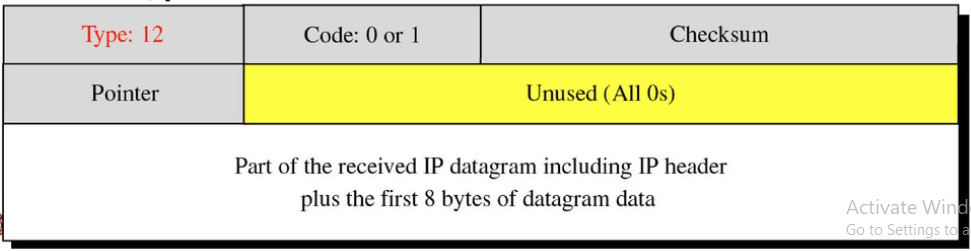 Type: 12 Code: 0 or 1 Checksum
Pointer Unused (All 0s)
Part of the received IP datagram including IP header
plus the first 8 bytes of datagram data
Activate Wind
Go to Settings to a